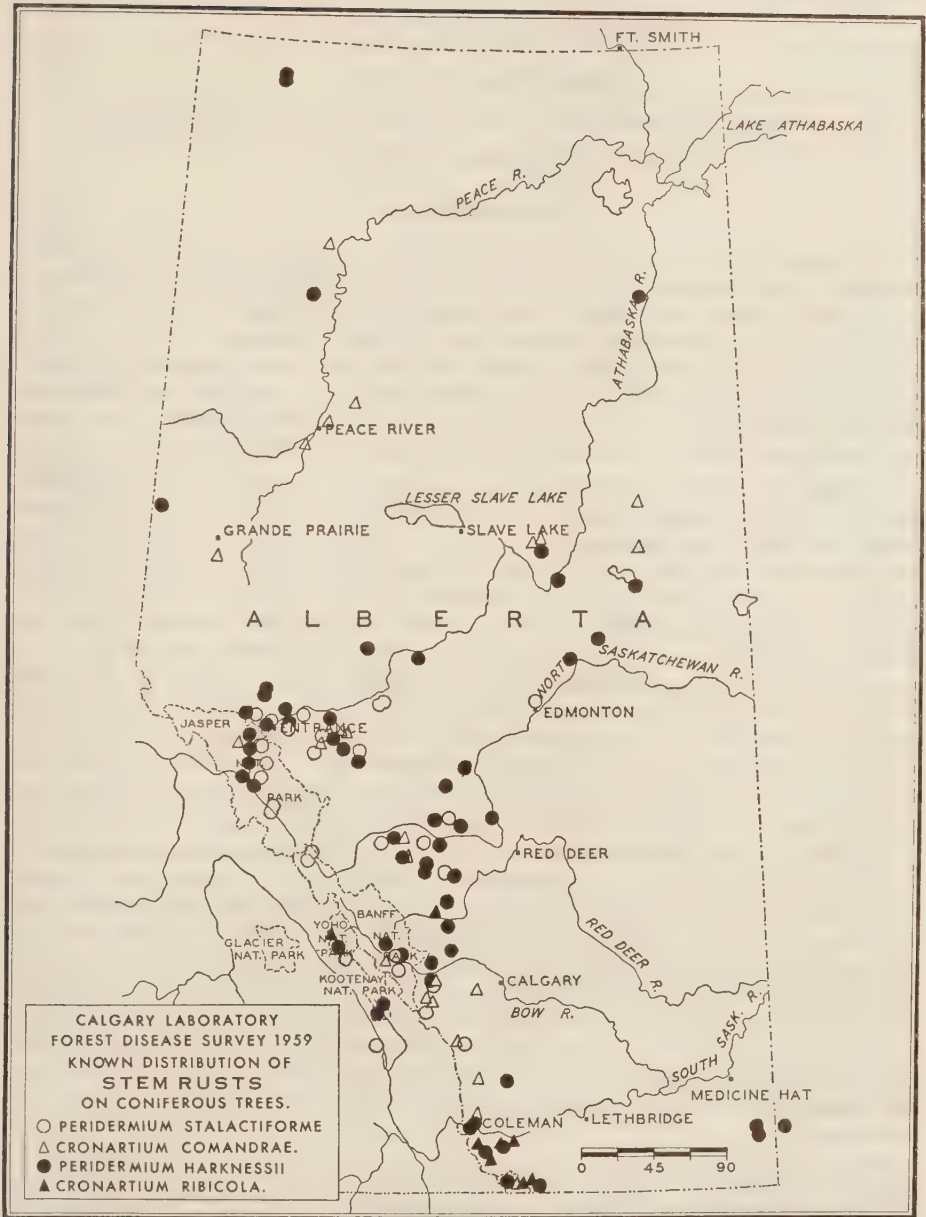 FT. SMITH
LAKE ATHABASKA
PEACE R.
ATHABASKA R.
PEACE RIVER
LESSER SLAVE LAKE
GRANDE PRAIRIE
SLAVE LAKE
ALBERTA
NORTH SASKATCHEWAN R.
EDMONTON
JASPER
ENTRANCE
NAT.
PARK
RED DEER
BANFF
NAT.
PARK
YOHO
NAT.
PARK
GLACIER
NAT. PARK
KOOTENAY
NAT. PARK
RED DEER R.
CALGARY
BOW R.
SOUTH SASK. R.
MEDICINE HAT
COLEMAN
LETHBRIDGE
0 45 90
CALGARY LABORATORY
FOREST DISEASE SURVEY 1959
KNOWN DISTRIBUTION OF
STEM RUSTS
ON CONIFEROUS TREES.
PERIDERMIUM STALACTIFORME
CRONARTIUM COMANDRAE.
PERIDERMIUM HARKNESSII
CRONARTIUM RIBICOLA.